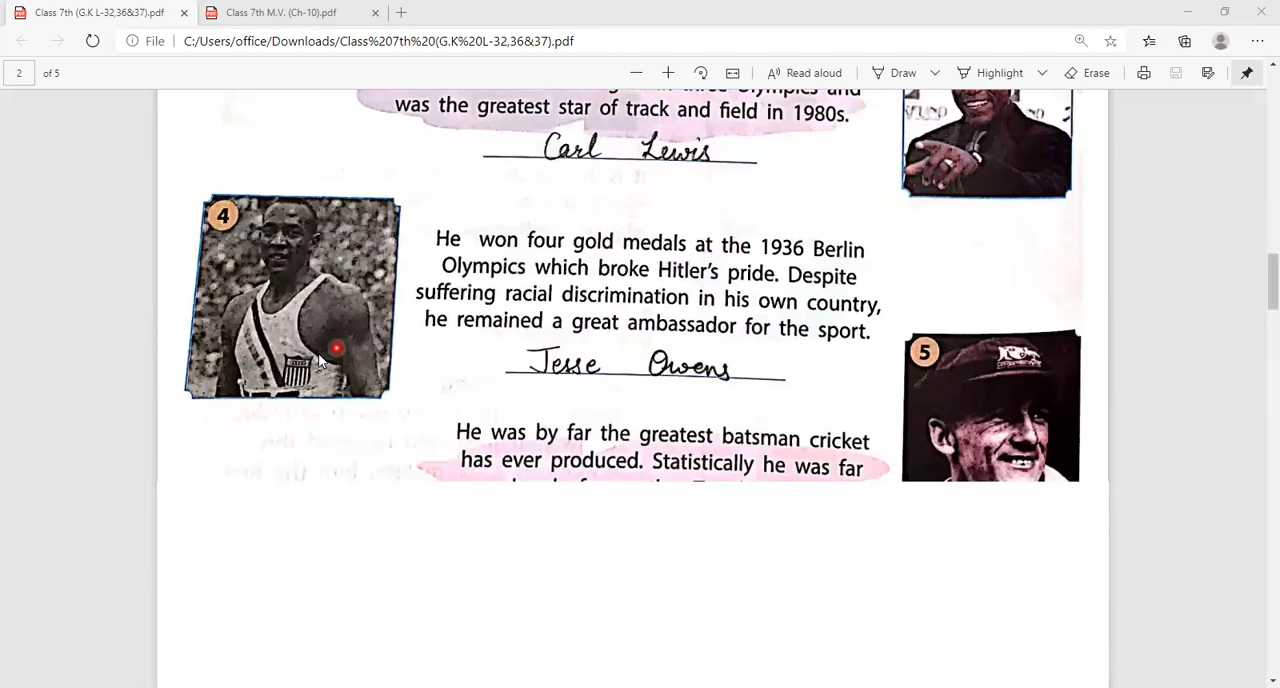 Class 7th (G.K L-32,36&37).pdf
Class 7th M.V. (Ch-10).pdf
File
C:/Users/office/Downloads/Class%207th%20(G.K%20L-32,36&37).pdf
2 of 5
Read aloud
Draw
Highlight
Erase
Olympics and
was the greatest star of track and field in 1980s.
Carl Lewis
4
He won four gold medals at the 1936 Berlin
Olympics which broke Hitler's pride. Despite
suffering racial discrimination in his own country,
he remained a great ambassador for the sport.
Jesse Owens
5
He was by far the greatest batsman cricket
has ever produced. Statistically he was far